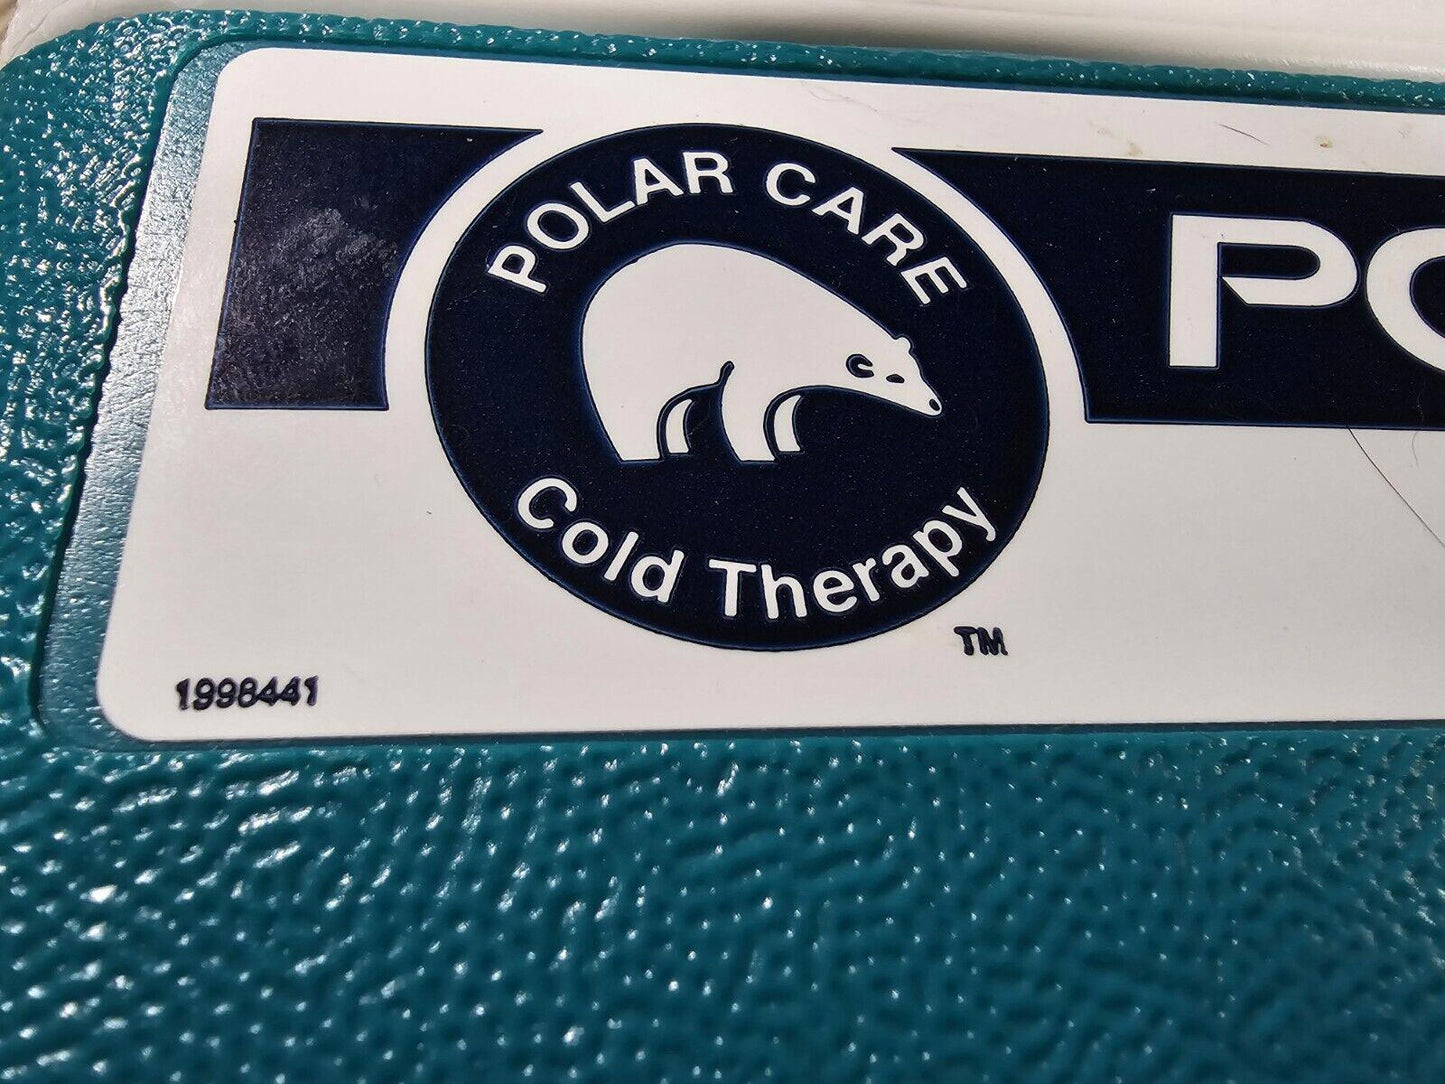 POLAR CARE
Cold Therapy
TM
1998441